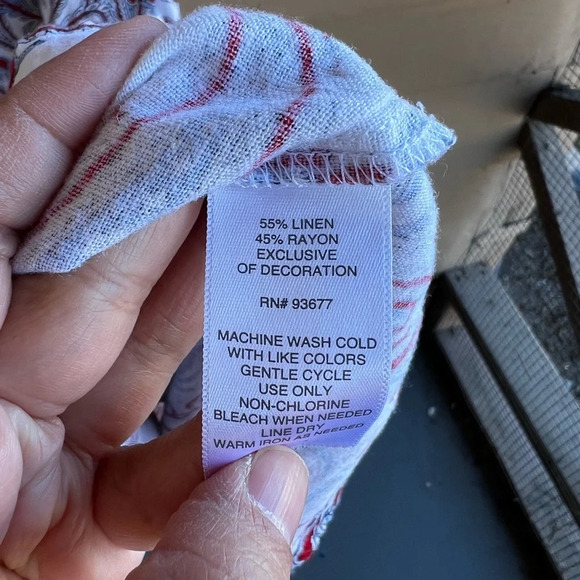 55% LINEN
45% RAYON
EXCLUSIVE
OF DECORATION
RN# 93677
MACHINE WASH COLD
WITH LIKE COLORS
GENTLE CYCLE
USE ONLY
NON-CHLORINE
BLEACH WHEN NEEDED
LINE DRY
WARM IRON AS NEEDED